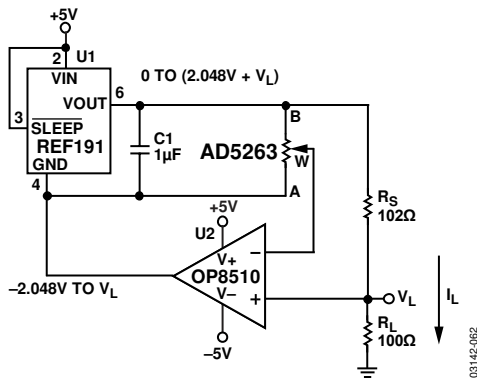 +5V
2
U1
VIN
0 TO (2.048V + VL)
6
VOUT
B
3
SLEEP
REF191
GND
C1
1µF
AD5263
W
4
A
RS
102Ω
+5V
U2
V+
–
OP8510
–2.048V TO VL
+
VL
IL
V–
RL
100Ω
–5V
03142-062